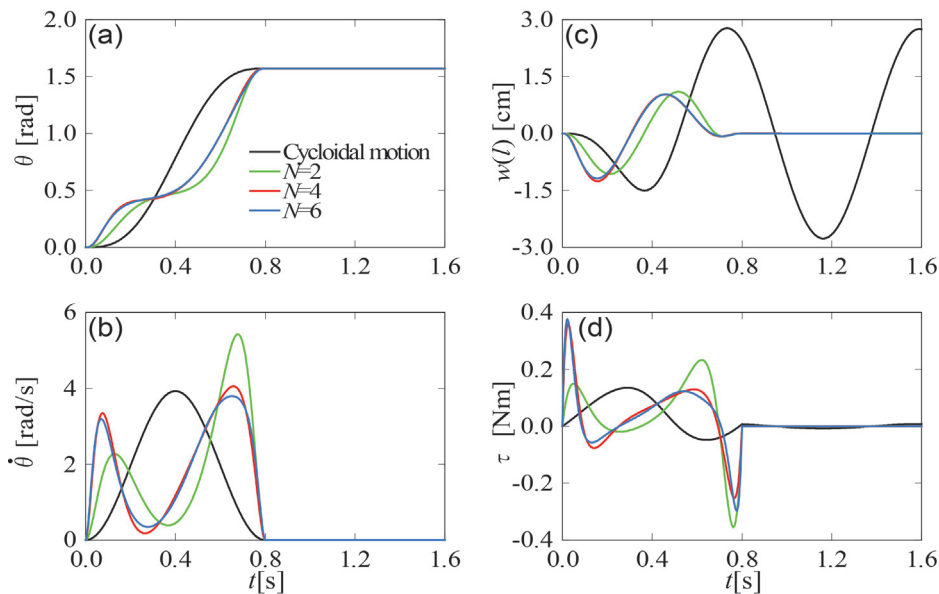 (a)
2.0
1.5
1.0
0.5
0.0
θ [rad]
Cycloidal motion
N=2
N=4
N=6
0.0 0.4 0.8 1.2 1.6
(c)
3.0
1.5
0.0
-1.5
-3.0
w(l) [cm]
0.0 0.4 0.8 1.2 1.6
(b)
6
4
2
0
θ̇ [rad/s]
0.0 0.4 0.8 1.2 1.6
t[s]
(d)
0.4
0.2
0.0
-0.2
-0.4
τ [Nm]
0.0 0.4 0.8 1.2 1.6
t[s]